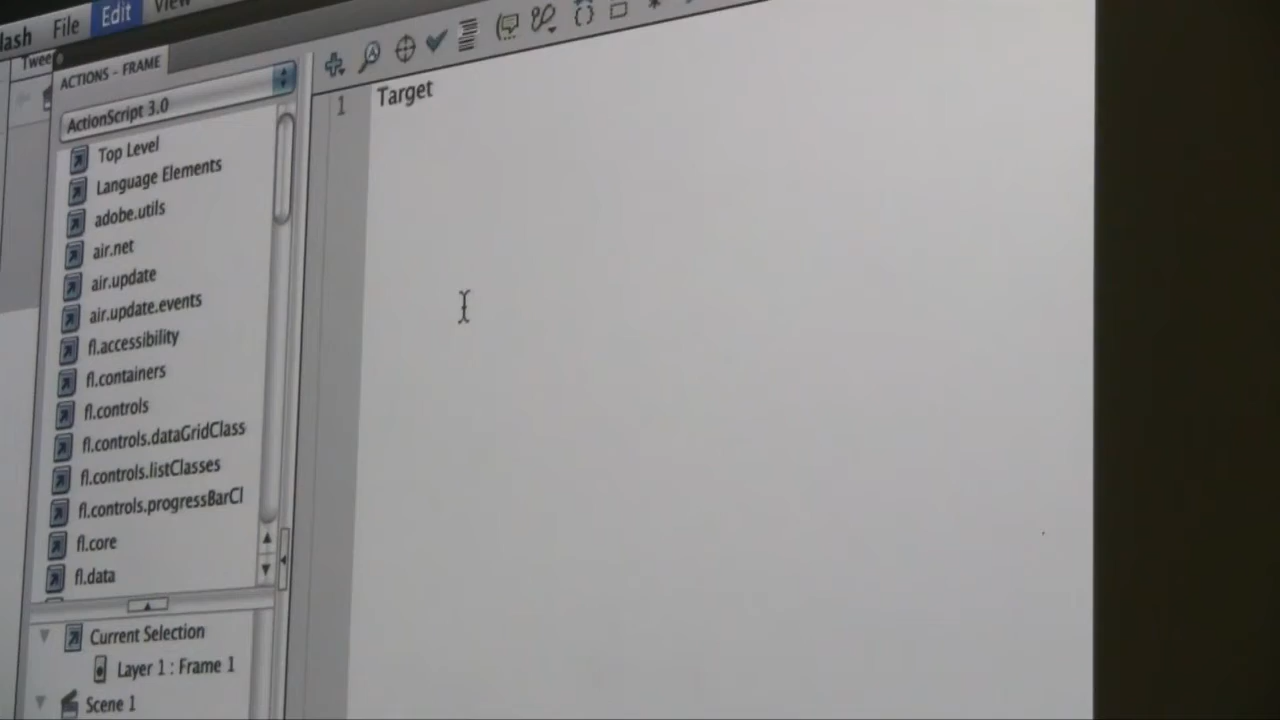 lash File Edit View
Twee
ACTIONS - FRAME
ActionScript 3.0
Top Level
Language Elements
adobe.utils
air.net
air.update
air.update.events
fl.accessibility
fl.containers
fl.controls
fl.controls.dataGridClass
fl.controls.listClasses
fl.controls.progressBarCl
fl.core
fl.data
Current Selection
Layer 1 : Frame 1
Scene 1
1 Target